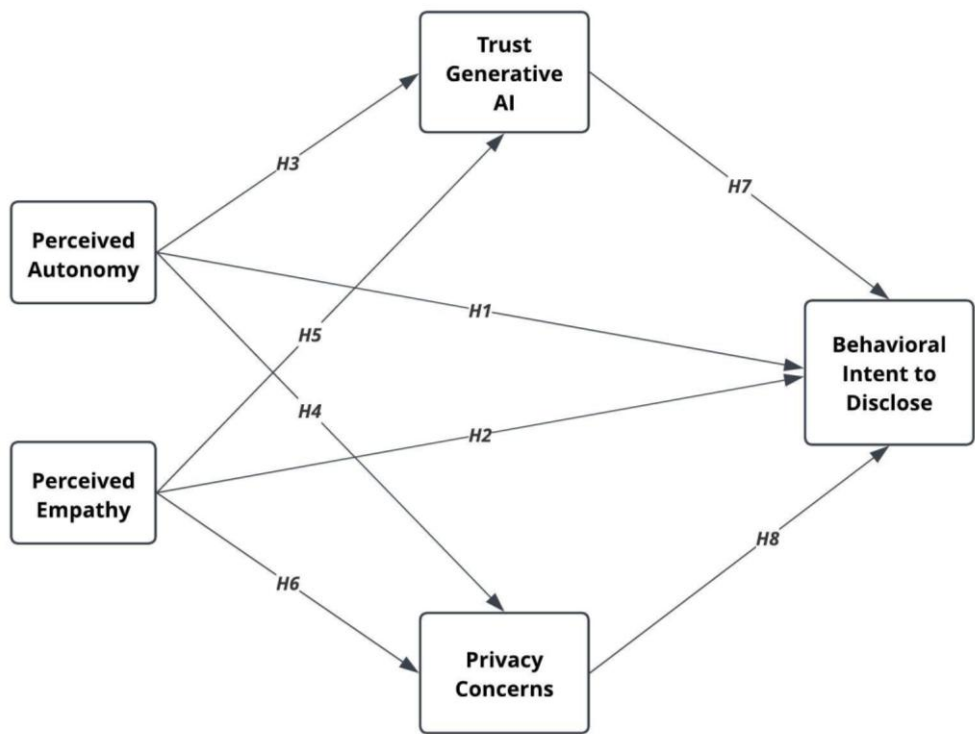 Trust
Generative
AI
H3
H7
Perceived
Autonomy
H1
H5
Behavioral
Intent to
Disclose
H4
H2
Perceived
Empathy
H6
H8
Privacy
Concerns